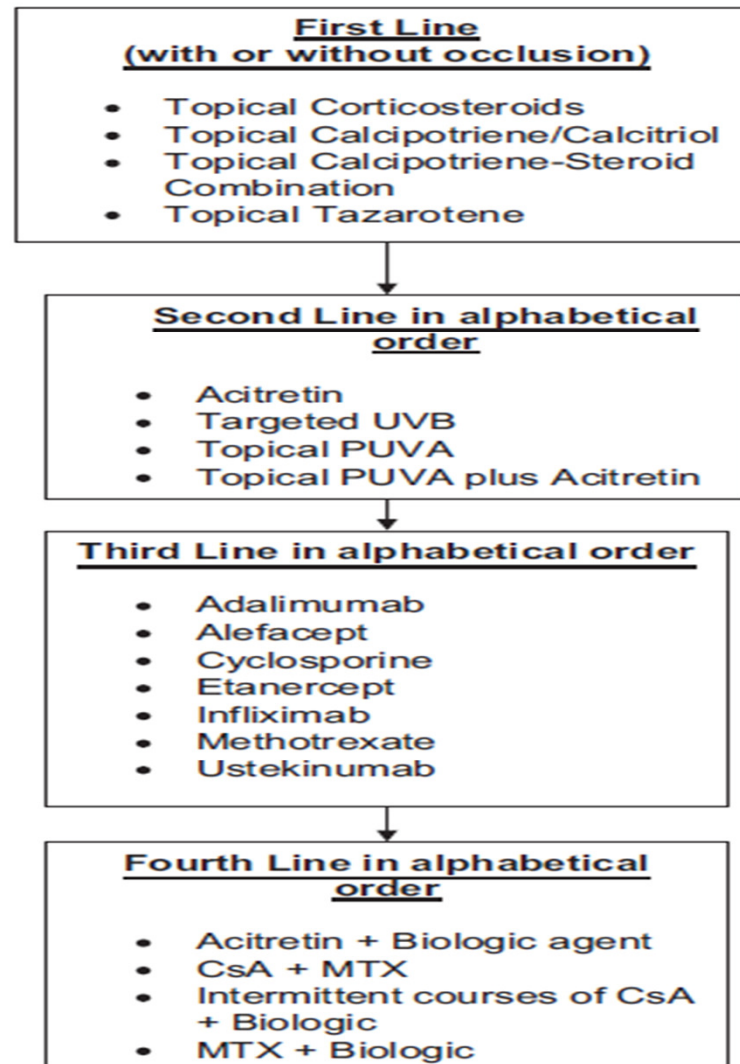 First Line
(with or without occlusion)
• Topical Corticosteroids
• Topical Calcipotriene/Calcitriol
• Topical Calcipotriene-Steroid
Combination
• Topical Tazarotene
Second Line in alphabetical
order
• Acitretin
• Targeted UVB
• Topical PUVA
• Topical PUVA plus Acitretin
Third Line in alphabetical order
• Adalimumab
• Alefacept
• Cyclosporine
• Etanercept
• Infliximab
• Methotrexate
• Ustekinumab
Fourth Line in alphabetical
order
• Acitretin + Biologic agent
• CsA + MTX
• Intermittent courses of CsA
+ Biologic
• MTX + Biologic